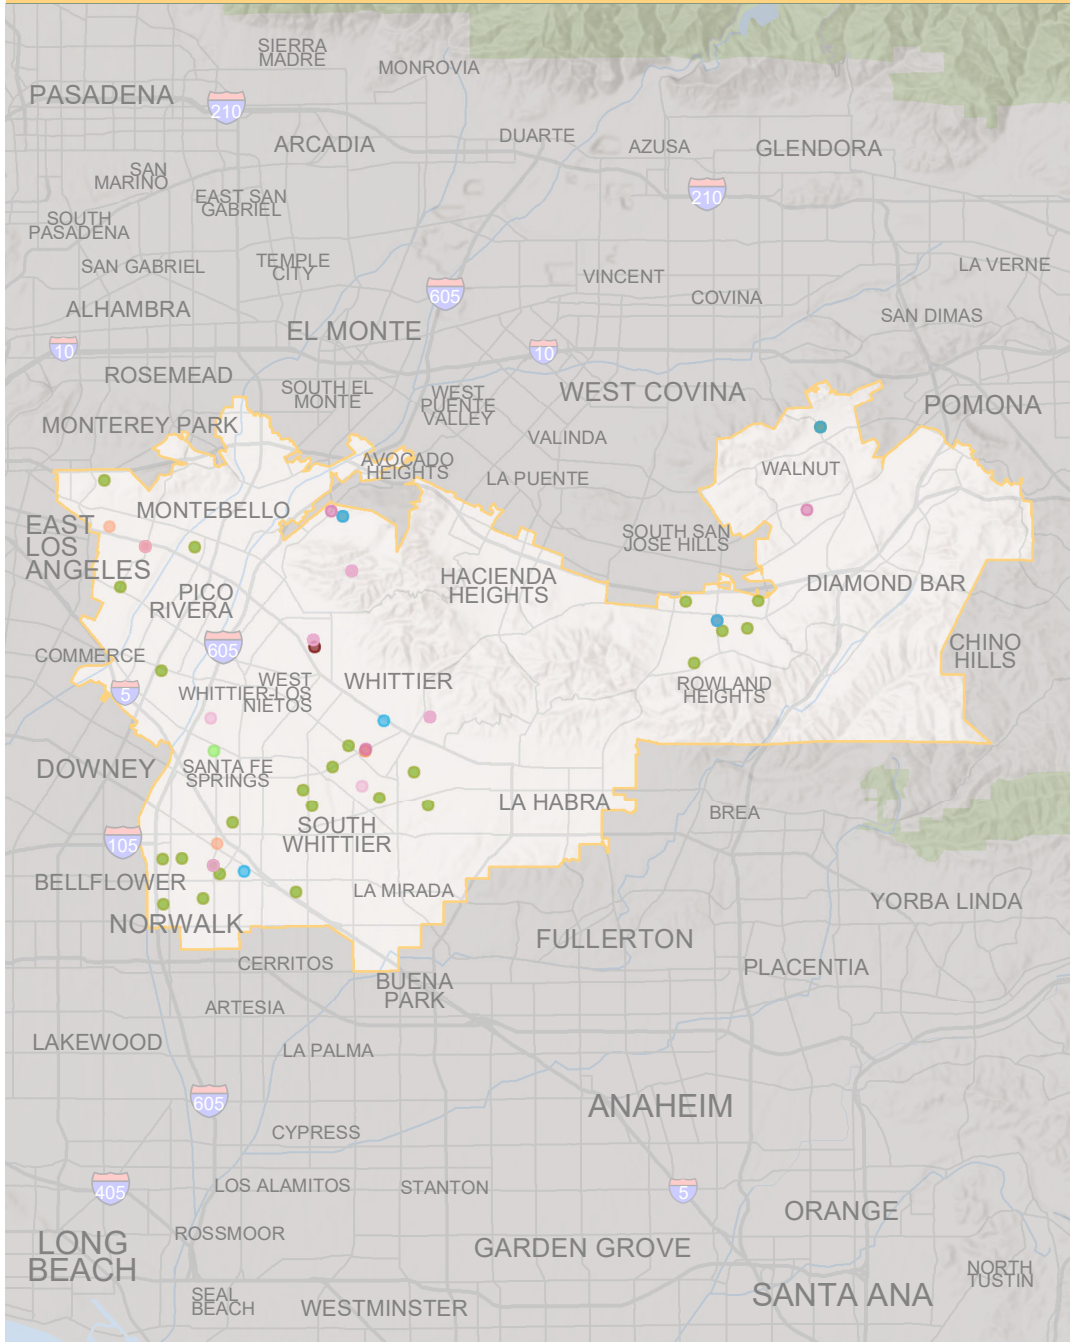 SIERRA
MADRE
MONROVIA
PASADENA
210
ARCADIA
DUARTE
AZUSA
GLENDORA
SAN
MARINO
210
EAST SAN
GABRIEL
SOUTH
PASADENA
SAN GABRIEL
TEMPLE
CITY
VINCENT
LA VERNE
605
COVINA
ALHAMBRA
SAN DIMAS
EL MONTE
10
10
ROSEMEAD
SOUTH EL
MONTE
WEST
PUENTE
VALLEY
WEST COVINA
POMONA
MONTEREY PARK
VALINDA
AVOCADO
HEIGHTS
LA PUENTE
WALNUT
MONTEBELLO
EAST
LOS
ANGELES
SOUTH SAN
JOSE HILLS
PICO
RIVERA
HACIENDA
HEIGHTS
DIAMOND BAR
605
COMMERCE
CHINO
HILLS
5
WEST
WHITTIER-LOS
NIETOS
WHITTIER
ROWLAND
HEIGHTS
DOWNEY
SANTA FE
SPRINGS
LA HABRA
BREA
105
SOUTH
WHITTIER
BELLFLOWER
LA MIRADA
YORBA LINDA
NORWALK
FULLERTON
CERRITOS
PLACENTIA
BUENA
PARK
ARTESIA
LAKEWOOD
LA PALMA
605
ANAHEIM
CYPRESS
405
LOS ALAMITOS
STANTON
5
ORANGE
ROSSMOOR
LONG
BEACH
GARDEN GROVE
NORTH
TUSTIN
SEAL
BEACH
WESTMINSTER
SANTA ANA